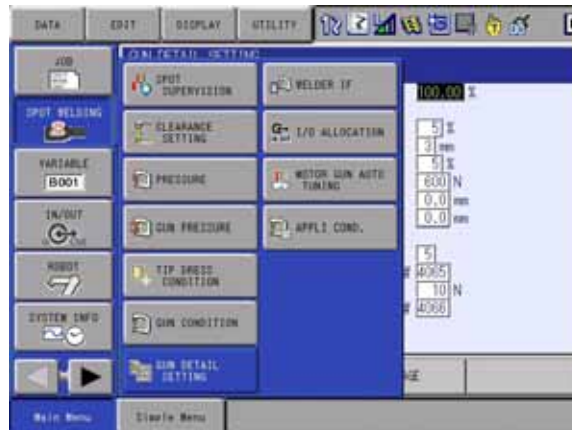 DATA
EDIT
DISPLAY
UTILITY
JOB
SPOT WELDING
VARIABLE
B001
IN/OUT
ROBOT
SYSTEM INFO
GUN DETAIL SETTING
SPOT
SUPERVISION
CLEARANCE
SETTING
PRESSURE
GUN PRESSURE
TIP DRESS
CONDITION
GUN CONDITION
GUN DETAIL
SETTING
WELDER IF
I/O ALLOCATION
MOTOR GUN AUTO
TUNING
APPLI COND.
100.00 %
5 %
3 mm
5 %
600 N
0.0 mm
0.0 mm
5
# 4065
10 N
# 4066
GE
Main Menu
Simple Menu